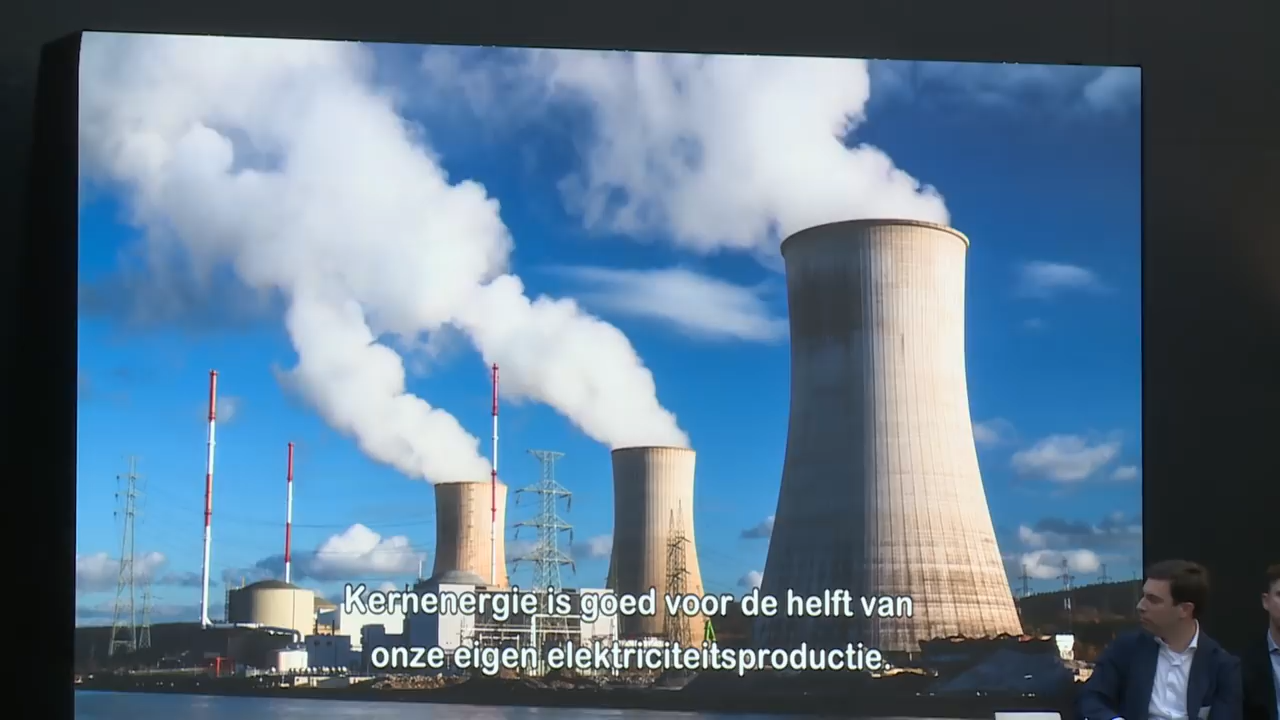 Kernenergie is goed voor de helft van
onze eigen elektriciteitsproductie.